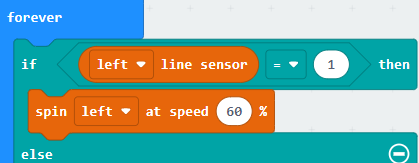 forever
if left line sensor = 1 then
spin left at speed 60 %
else